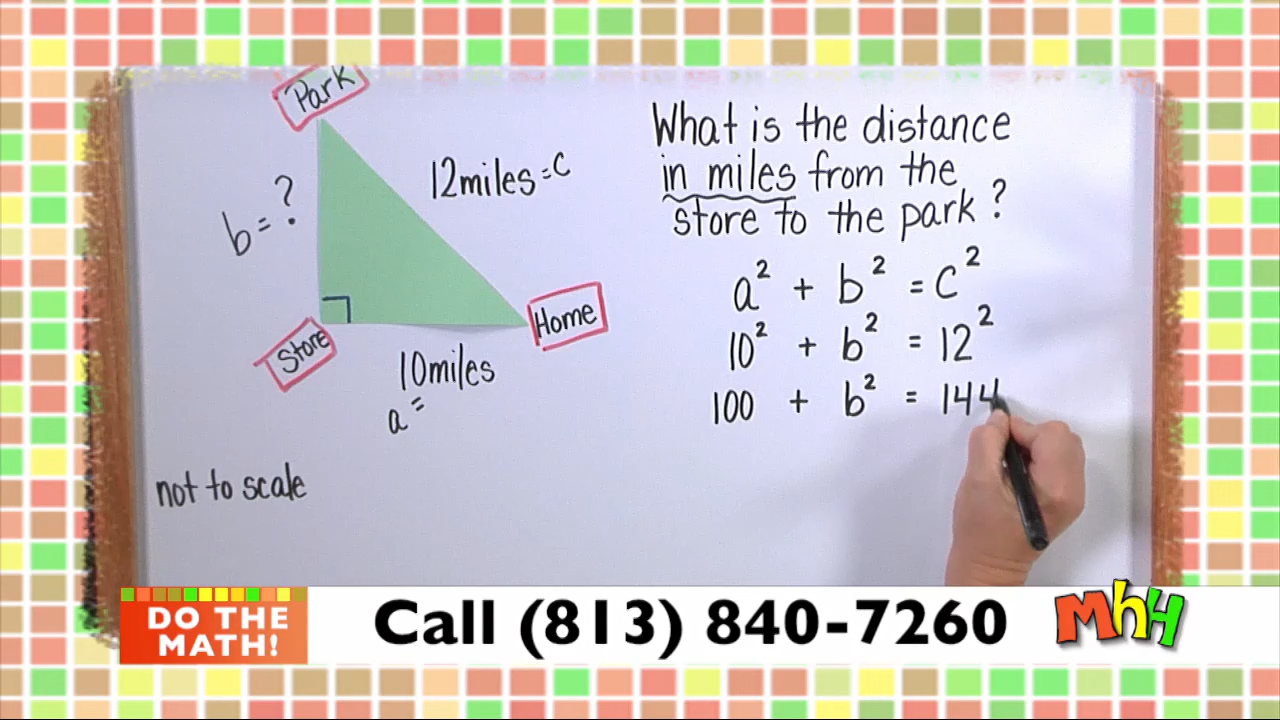 Park
12miles=c
b=?
Store
Home
10miles
a=
not to scale
What is the distance
in miles from the
store to the park?
a² + b² = c²
10² + b² = 12²
100 + b² = 144
DO THE
MATH!
Call (813) 840-7260
Mh4